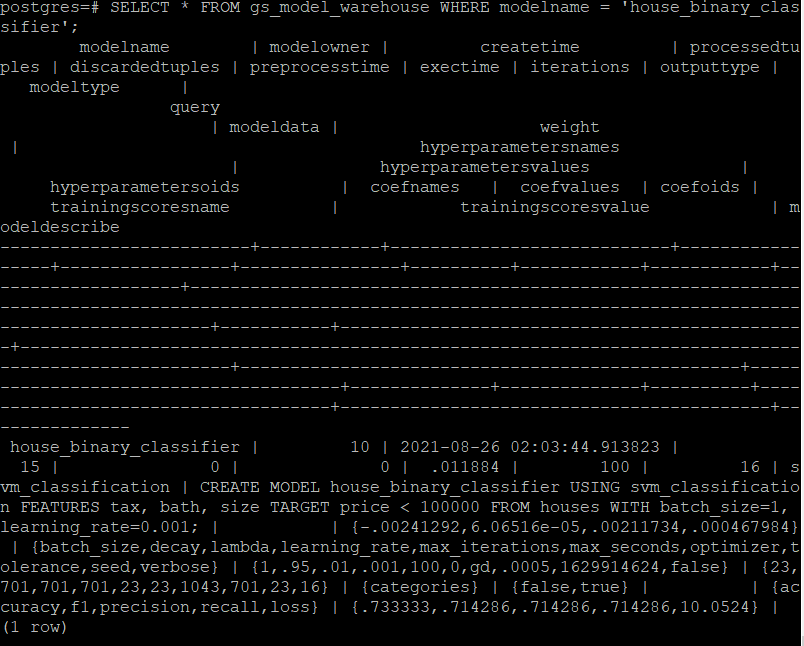 postgres=# SELECT * FROM gs_model_warehouse WHERE modelname = 'house_binary_clas
sifier';
modelname | modelowner | createtime | processedtu
ples | discardedtuples | preprocesstime | exectime | iterations | outputtype |
modeltype |
query
| modeldata | weight
| hyperparametersnames
| hyperparametersvalues |
hyperparametersoids | coefnames | coefvalues | coefoids |
trainingscoresname | trainingscoresvalue | m
odeldescribe
-------------------------+------------+----------------------------+------------
-----+-----------------+----------------+----------+------------+------------+--
------------------+-------------------------------------------------------------
--------------------------------------------------------------------------------
---------------------+-----------+----------------------------------------------
-+------------------------------------------------------------------------------
-----------------------+--------------------------------------------------+-----
----------------------------------+--------------+--------------+----------+----
---------------------------------+-------------------------------------------+--
-------------
house_binary_classifier | 10 | 2021-08-26 02:03:44.913823 |
15 | 0 | 0 | .011884 | 100 | 16 | s
vm_classification | CREATE MODEL house_binary_classifier USING svm_classificatio
n FEATURES tax, bath, size TARGET price < 100000 FROM houses WITH batch_size=1,
learning_rate=0.001; | | {-.00241292,6.06516e-05,.00211734,.000467984}
| {batch_size,decay,lambda,learning_rate,max_iterations,max_seconds,optimizer,t
olerance,seed,verbose} | {1,.95,.01,.001,100,0,gd,.0005,1629914624,false} | {23,
701,701,701,23,23,1043,701,23,16} | {categories} | {false,true} | | {ac
curacy,f1,precision,recall,loss} | {.733333,.714286,.714286,.714286,10.0524} |
(1 row)